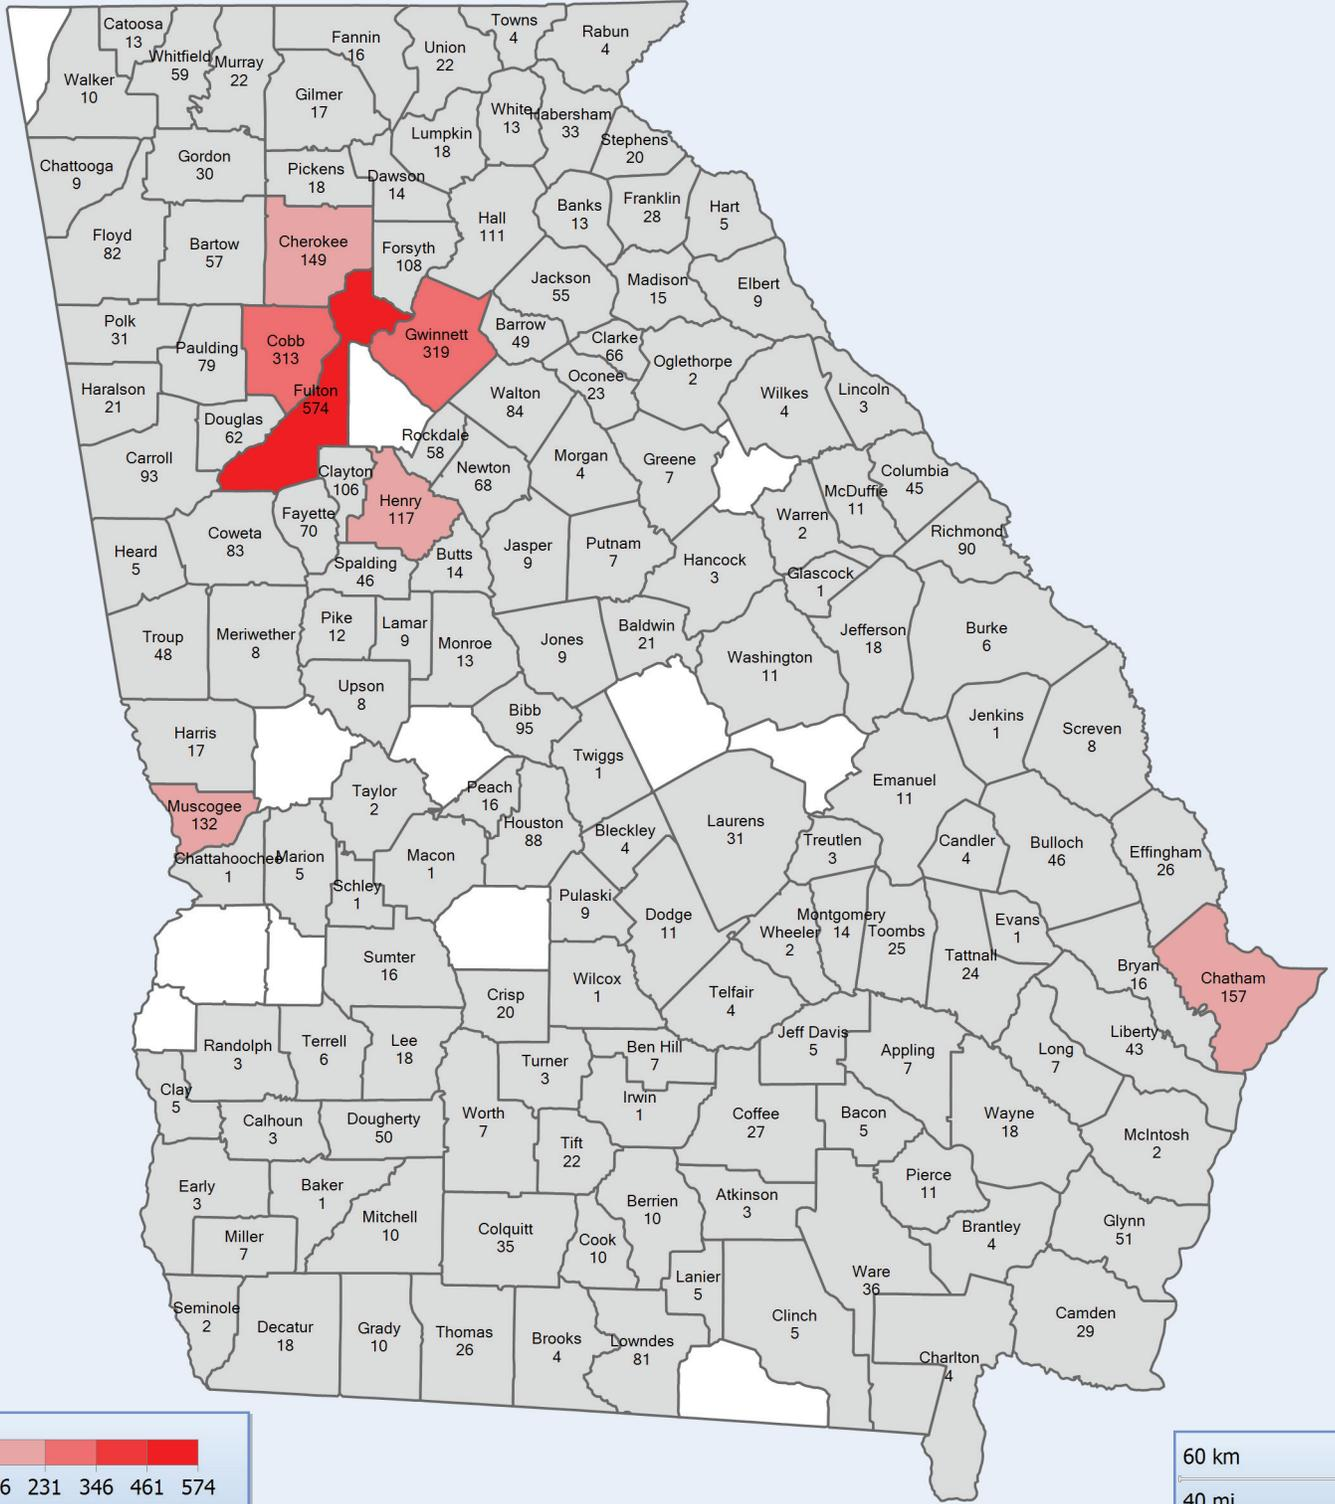 Catoosa
13
Whitfield
59
Murray
22
Fannin
16
Union
22
Towns
4
Rabun
4
Walker
10
Gilmer
17
White
13
Habersham
33
Lumpkin
18
Stephens
20
Chattooga
9
Gordon
30
Pickens
18
Dawson
14
Hall
111
Banks
13
Franklin
28
Hart
5
Floyd
82
Bartow
57
Cherokee
149
Forsyth
108
Jackson
55
Madison
15
Elbert
9
Polk
31
Paulding
79
Cobb
313
Gwinnett
319
Barrow
49
Clarke
66
Oconee
23
Oglethorpe
2
Wilkes
4
Lincoln
3
Haralson
21
Fulton
574
Douglas
62
Walton
84
Rockdale
58
Carroll
93
Clayton
106
Henry
117
Newton
68
Morgan
4
Greene
7
McDuffie
11
Columbia
45
Fayette
70
Warren
2
Richmond
90
Heard
5
Coweta
83
Spalding
46
Butts
14
Jasper
9
Putnam
7
Hancock
3
Glascock
1
Troup
48
Meriwether
8
Pike
12
Lamar
9
Monroe
13
Jones
9
Baldwin
21
Washington
11
Jefferson
18
Burke
6
Upson
8
Harris
17
Bibb
95
Twiggs
1
Jenkins
1
Screven
8
Muscogee
132
Taylor
2
Peach
16
Houston
88
Bleckley
4
Laurens
31
Emanuel
11
Treutlen
3
Candler
4
Bulloch
46
Effingham
26
Chattahoochee
1
Marion
5
Macon
1
Schley
1
Pulaski
9
Dodge
11
Wheeler
2
Montgomery
14
Toombs
25
Tattnall
24
Evans
1
Bryan
16
Chatham
157
Sumter
16
Crisp
20
Wilcox
1
Telfair
4
Randolph
3
Terrell
6
Lee
18
Turner
3
Ben Hill
7
Jeff Davis
5
Appling
7
Long
7
Liberty
43
Clay
5
Calhoun
3
Dougherty
50
Worth
7
Irwin
1
Tift
22
Coffee
27
Bacon
5
Wayne
18
McIntosh
2
Early
3
Baker
1
Miller
7
Mitchell
10
Colquitt
35
Cook
10
Berrien
10
Atkinson
3
Pierce
11
Brantley
4
Glynn
51
Seminole
2
Decatur
18
Grady
10
Thomas
26
Brooks
4
Lowndes
81
Lanier
5
Clinch
5
Ware
36
Charlton
4
Camden
29
6 231 346 461 574
60 km
40 mi